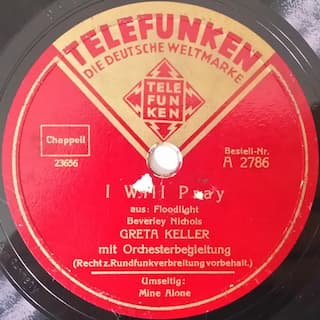 TELEFUNKEN
DIE DEUTSCHE WELTMARKE
TELE
FUN
KEN
Chappell
23686
Bestell-Nr.
A 2786
I Will Pray
aus: Floodlight
Beverley Nichols
GRETA KELLER
mit Orchesterbegleitung
(Recht z. Rundfunkverbreitung vorbehalt.)
Umseitig:
Mine Alone